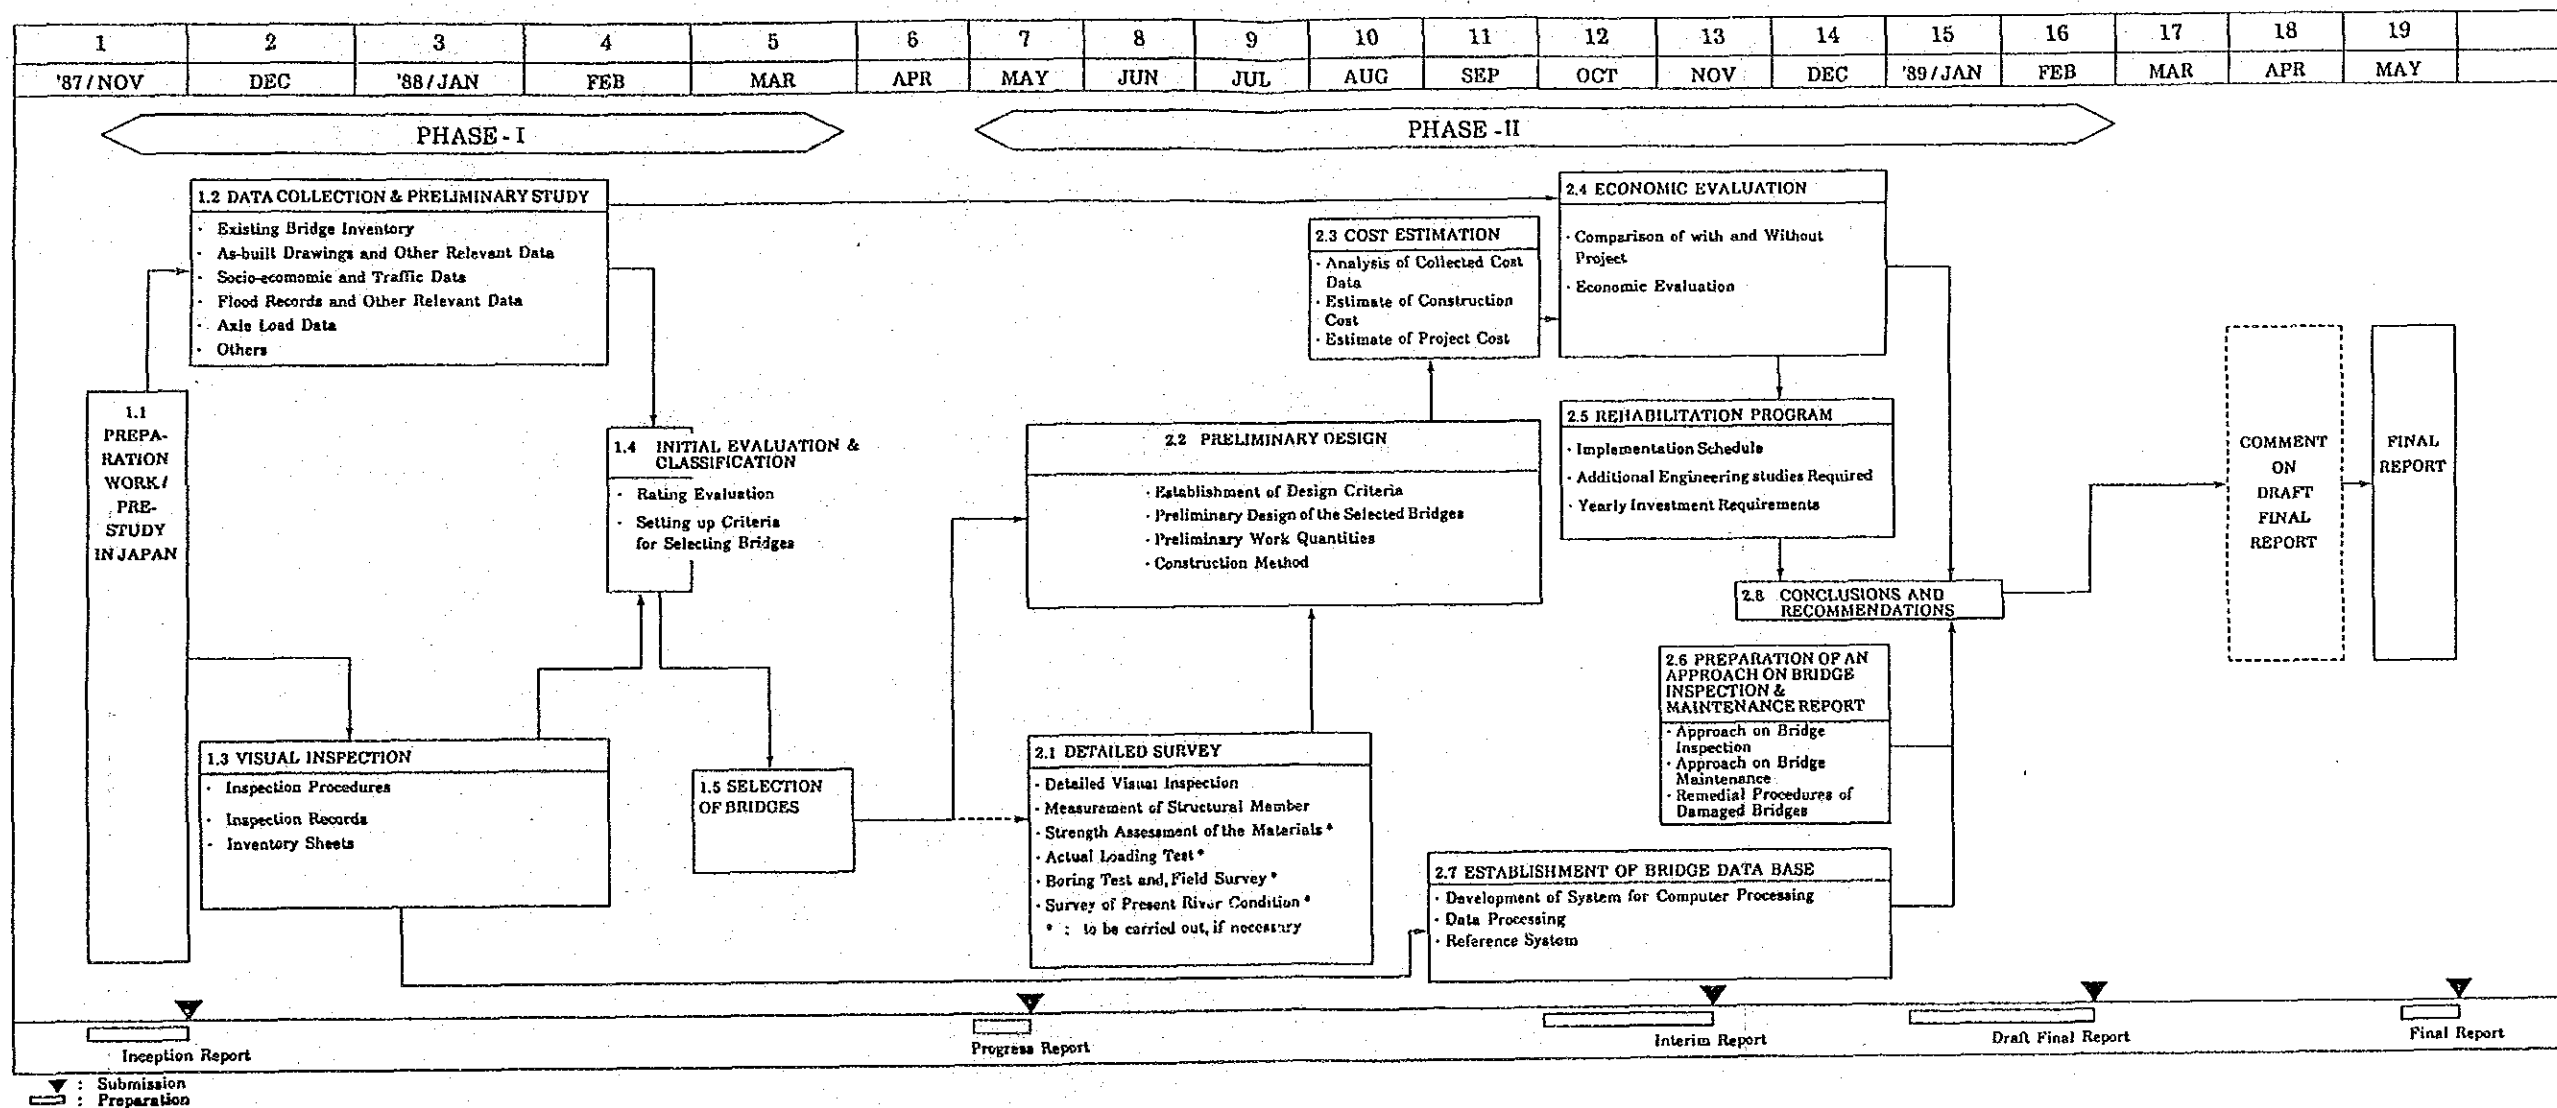 1 2 3 4 5 6 7 8 9 10 11 12 13 14 15 16 17 18 19
'87/NOV DEC '88/JAN FEB MAR APR MAY JUN JUL AUG SEP OCT NOV DEC '89/JAN FEB MAR APR MAY
PHASE-I
PHASE-II
1.1
PREPA-
RATION
WORK/
PRE-
STUDY
IN JAPAN
1.2 DATA COLLECTION & PRELIMINARY STUDY
· Existing Bridge Inventory
· As-built Drawings and Other Relevant Data
· Socio-economic and Traffic Data
· Flood Records and Other Relevant Data
· Axle Load Data
· Others
1.3 VISUAL INSPECTION
· Inspection Procedures
· Inspection Records
· Inventory Sheets
1.4 INITIAL EVALUATION &
CLASSIFICATION
· Rating Evaluation
· Setting up Criteria
for Selecting Bridges
1.5 SELECTION
OF BRIDGES
2.1 DETAILED SURVEY
· Detailed Visual Inspection
· Measurement of Structural Member
· Strength Assessment of the Materials *
· Actual Loading Test *
· Boring Test and, Field Survey *
· Survey of Present River Condition *
* : to be carried out, if necessary
2.2 PRELIMINARY DESIGN
· Establishment of Design Criteria
· Preliminary Design of the Selected Bridges
· Preliminary Work Quantities
· Construction Method
2.3 COST ESTIMATION
· Analysis of Collected Cost
Data
· Estimate of Construction
Cost
· Estimate of Project Cost
2.4 ECONOMIC EVALUATION
· Comparison of with and Without
Project
· Economic Evaluation
2.5 REHABILITATION PROGRAM
· Implementation Schedule
· Additional Engineering studies Required
· Yearly Investment Requirements
2.8 CONCLUSIONS AND
RECOMMENDATIONS
2.6 PREPARATION OF AN
APPROACH ON BRIDGE
INSPECTION &
MAINTENANCE REPORT
· Approach on Bridge
Inspection
· Approach on Bridge
Maintenance
· Remedial Procedures of
Damaged Bridges
2.7 ESTABLISHMENT OF BRIDGE DATA BASE
· Development of System for Computer Processing
· Data Processing
· Reference System
COMMENT
ON
DRAFT
FINAL
REPORT
FINAL
REPORT
Inception Report
Progress Report
Interim Report
Draft Final Report
Final Report
▼ : Submission
▭ : Preparation